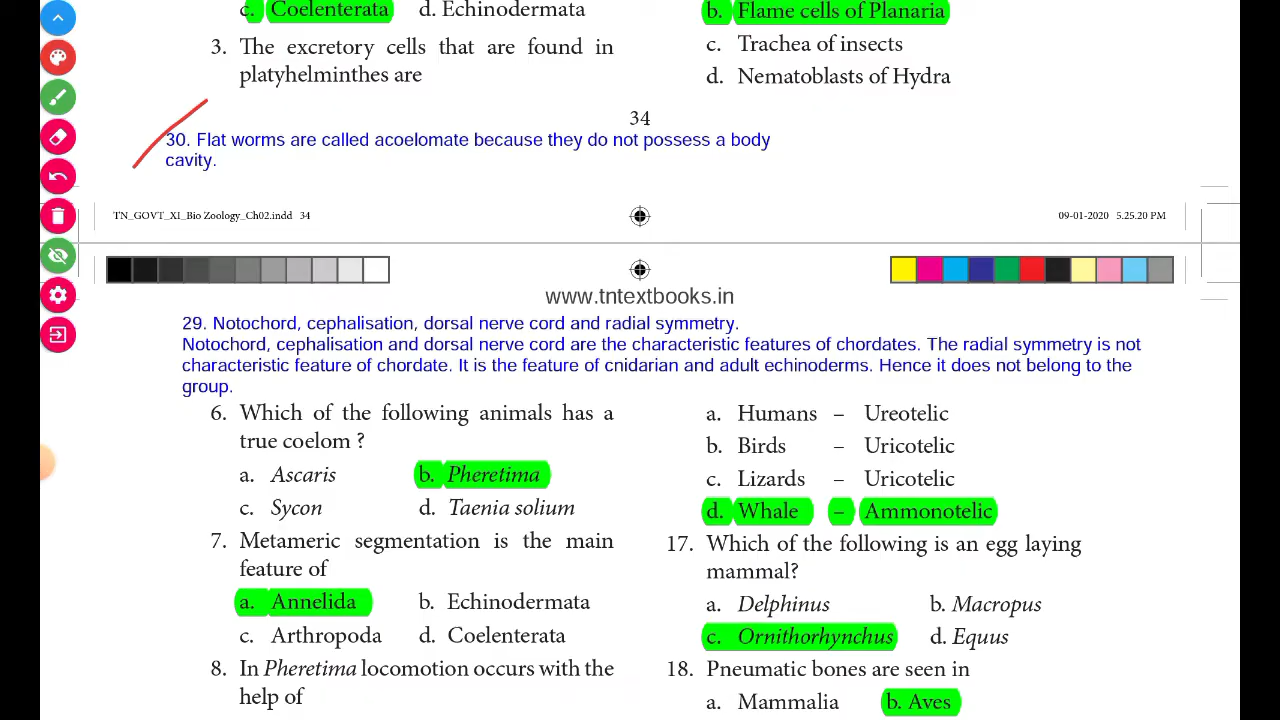 c. Coelenterata d. Echinodermata
3. The excretory cells that are found in
platyhelminthes are
b. Flame cells of Planaria
c. Trachea of insects
d. Nematoblasts of Hydra
34
30. Flat worms are called acoelomate because they do not possess a body
cavity.
TN_GOVT_XI_Bio Zoology_Ch02.indd 34
09-01-2020 5.25.20 PM
www.tntextbooks.in
29. Notochord, cephalisation, dorsal nerve cord and radial symmetry.
Notochord, cephalisation and dorsal nerve cord are the characteristic features of chordates. The radial symmetry is not
characteristic feature of chordate. It is the feature of cnidarian and adult echinoderms. Hence it does not belong to the
group.
6. Which of the following animals has a
true coelom ?
a. Ascaris b. Pheretima
c. Sycon d. Taenia solium
7. Metameric segmentation is the main
feature of
a. Annelida b. Echinodermata
c. Arthropoda d. Coelenterata
8. In Pheretima locomotion occurs with the
help of
a. Humans – Ureotelic
b. Birds – Uricotelic
c. Lizards – Uricotelic
d. Whale – Ammonotelic
17. Which of the following is an egg laying
mammal?
a. Delphinus b. Macropus
c. Ornithorhynchus d. Equus
18. Pneumatic bones are seen in
a. Mammalia b. Aves